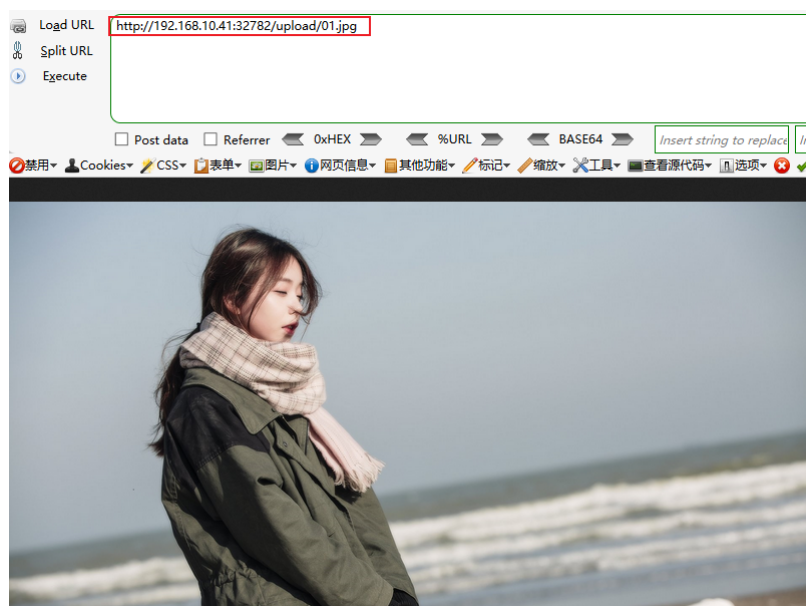 Load URL
http://192.168.10.41:32782/upload/01.jpg
Split URL
Execute
Post data Referrer 0xHEX %URL BASE64 Insert string to replace
禁用 Cookies CSS 表单 图片 网页信息 其他功能 标记 缩放 工具 查看源代码 选项